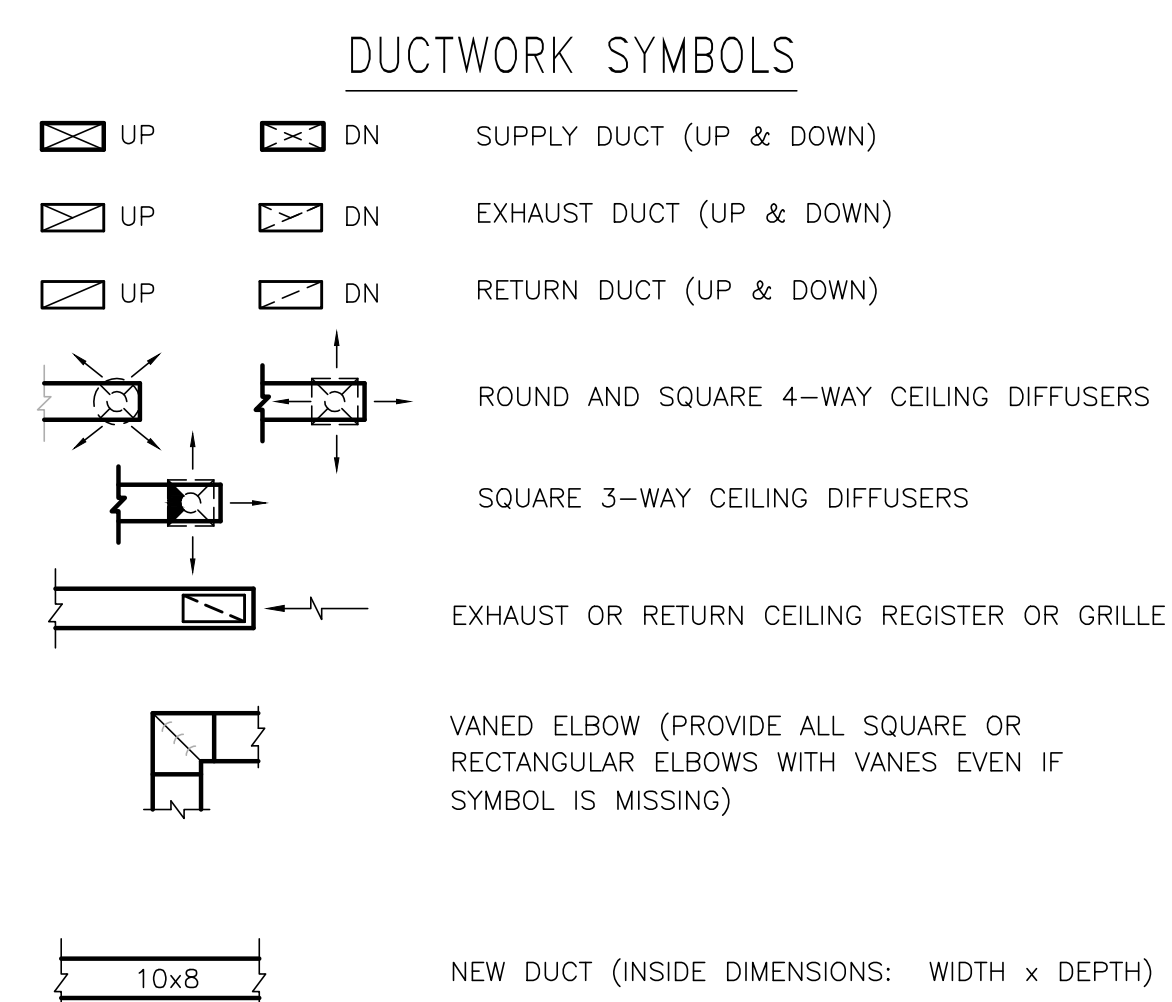 DUCTWORK SYMBOLS
UP DN SUPPLY DUCT (UP & DOWN)
UP DN EXHAUST DUCT (UP & DOWN)
UP DN RETURN DUCT (UP & DOWN)
ROUND AND SQUARE 4-WAY CEILING DIFFUSERS
SQUARE 3-WAY CEILING DIFFUSERS
EXHAUST OR RETURN CEILING REGISTER OR GRILLE
VANED ELBOW (PROVIDE ALL SQUARE OR
RECTANGULAR ELBOWS WITH VANES EVEN IF
SYMBOL IS MISSING)
10x8 NEW DUCT (INSIDE DIMENSIONS: WIDTH x DEPTH)